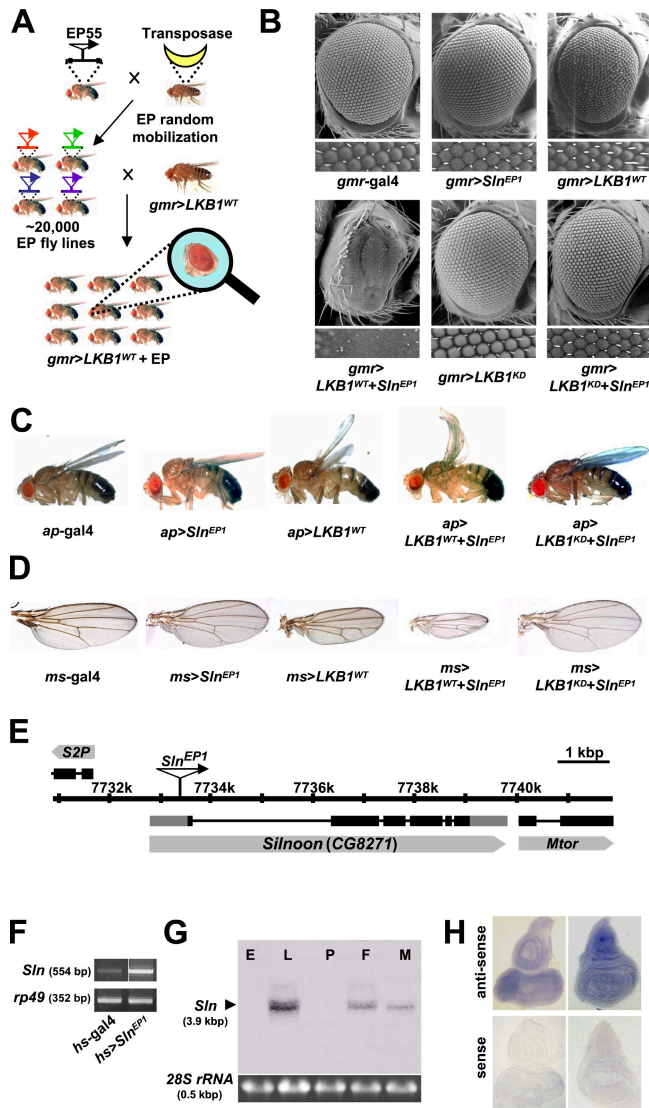 A
EP55
Transposase
×
EP random
mobilization
×
gmr>LKB1WT
~20,000
EP fly lines
gmr>LKB1WT + EP
B
gmr-gal4
gmr>SlnEP1
gmr>LKB1WT
gmr>
LKB1WT+SlnEP1
gmr>LKB1KD
gmr>
LKB1KD+SlnEP1
C
ap-gal4
ap>SlnEP1
ap>LKB1WT
ap>
LKB1WT+SlnEP1
ap>
LKB1KD+SlnEP1
D
ms-gal4
ms>SlnEP1
ms>LKB1WT
ms>
LKB1WT+SlnEP1
ms>
LKB1KD+SlnEP1
E
S2P
SlnEP1
1 kbp
7732k 7734k 7736k 7738k 7740k
Silnoon (CG8271)
Mtor
F
Sln (554 bp)
rp49 (352 bp)
hs-gal4
hs>SlnEP1
G
E L P F M
Sln
(3.9 kbp)
28S rRNA
(0.5 kbp)
H
anti-sense
sense